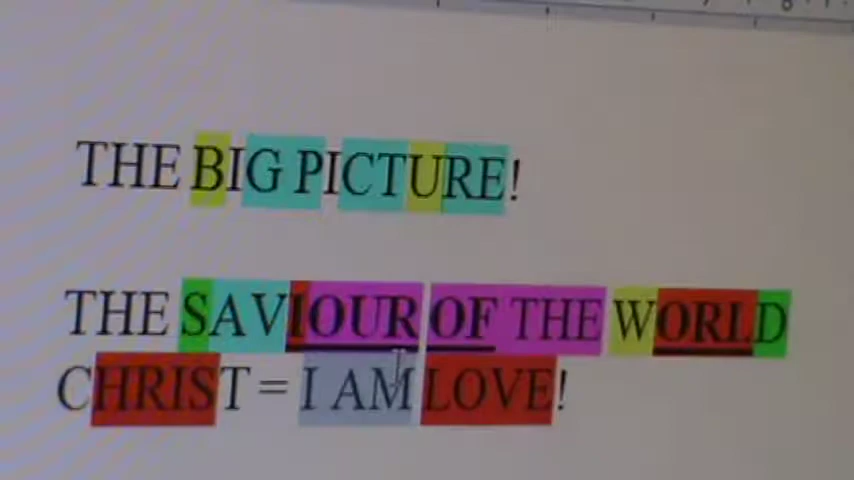 THE BIG PICTURE!
THE SAVIOUR OF THE WORLD
CHRIST = I AM LOVE!